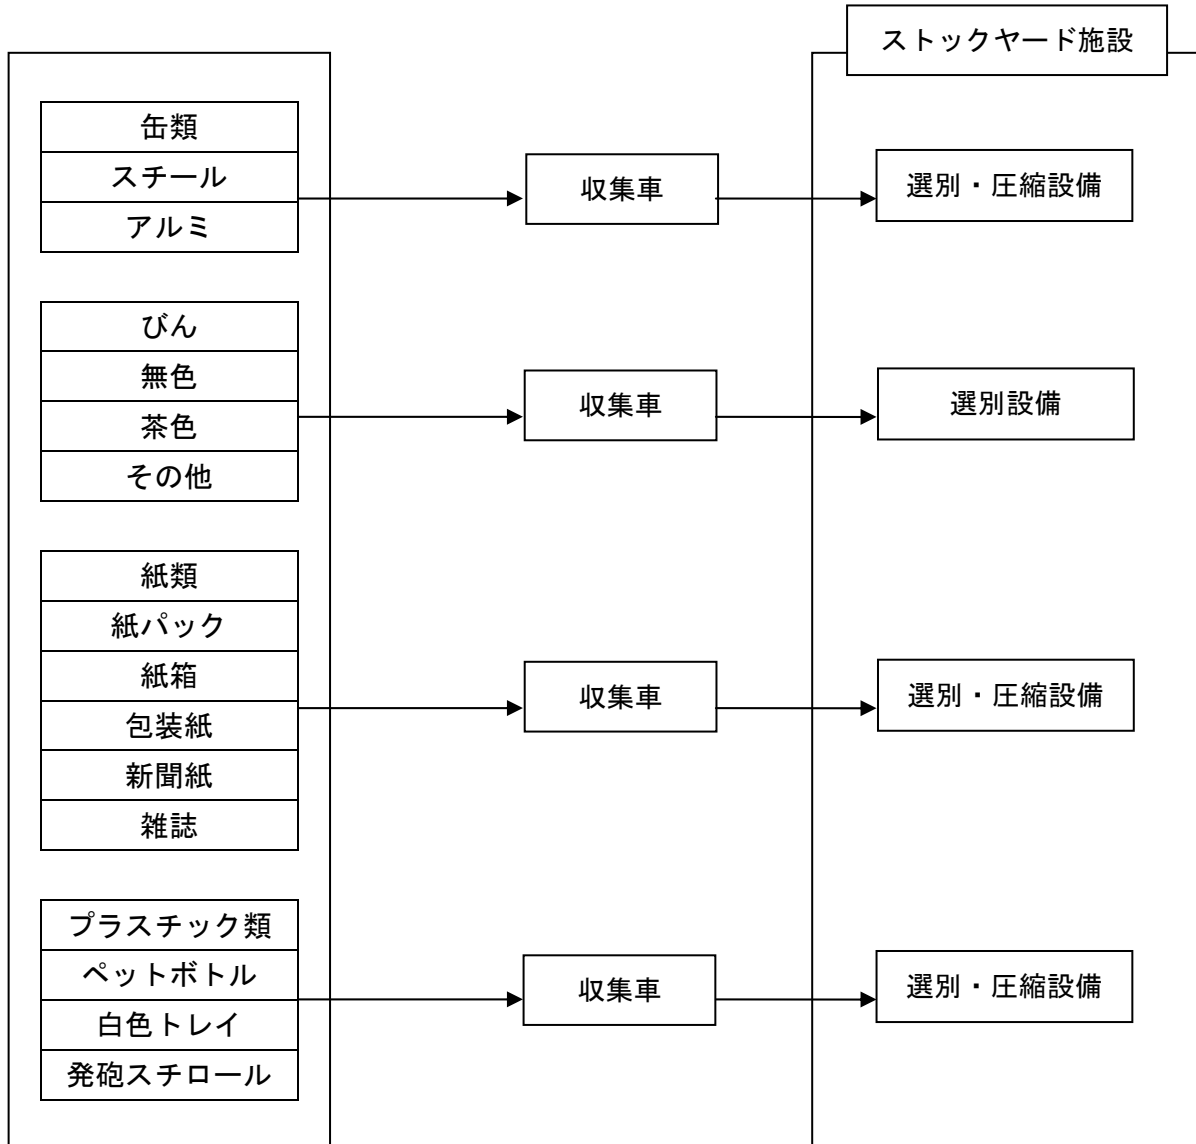 ストックヤード施設
缶類
スチール
アルミ
収集車
選別・圧縮設備
びん
無色
茶色
その他
収集車
選別設備
紙類
紙パック
紙箱
包装紙
新聞紙
雑誌
収集車
選別・圧縮設備
プラスチック類
ペットボトル
白色トレイ
発砲スチロール
収集車
選別・圧縮設備